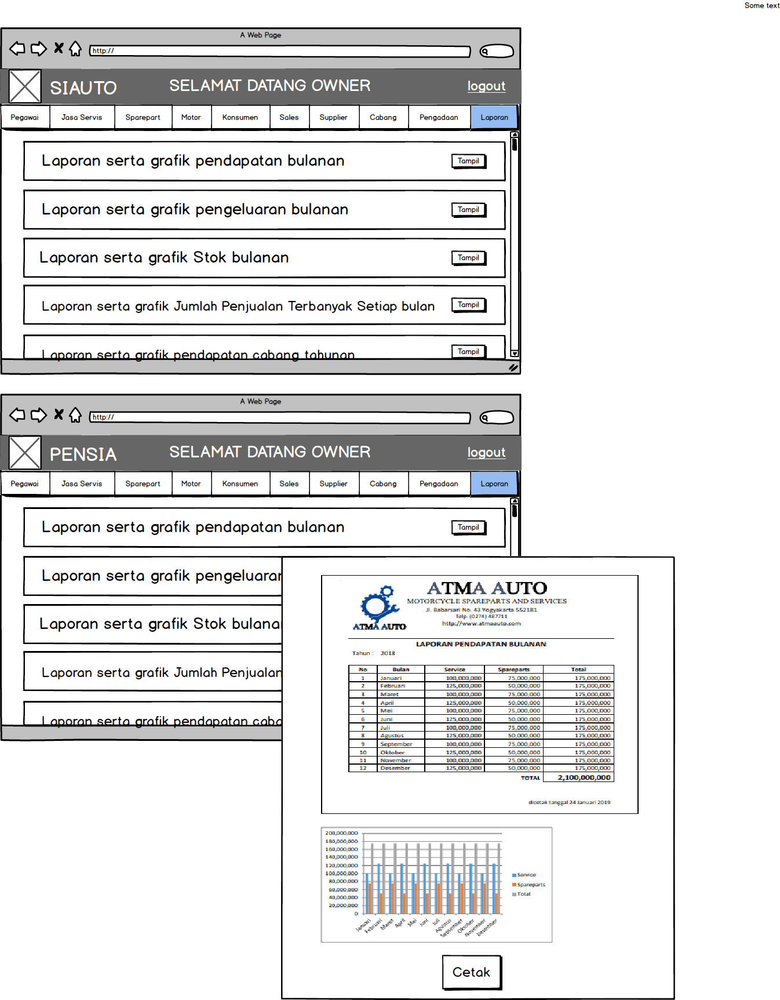 Some text
A Web Page
http://
SIAUTO
SELAMAT DATANG OWNER
logout
Pegawai Jasa Servis Sparepart Motor Konsumen Sales Supplier Cabang Pengadaan Laporan
Laporan serta grafik pendapatan bulanan Tampil
Laporan serta grafik pengeluaran bulanan Tampil
Laporan serta grafik Stok bulanan Tampil
Laporan serta grafik Jumlah Penjualan Terbanyak Setiap bulan Tampil
Laporan serta grafik pendapatan cabang tahunan Tampil
A Web Page
http://
PENSIA
SELAMAT DATANG OWNER
logout
Pegawai Jasa Servis Sparepart Motor Konsumen Sales Supplier Cabang Pengadaan Laporan
Laporan serta grafik pendapatan bulanan Tampil
Laporan serta grafik pengeluaran
Laporan serta grafik Stok bulanan
Laporan serta grafik Jumlah Penjualan
Laporan serta grafik pendapatan caba
ATMA AUTO
ATMA AUTO
MOTORCYCLE SPAREPARTS AND SERVICES
Jl. Babarsari No. 43 Yogyakarta 552181
Telp. (0274) 487711
http://www.atmaauto.com
LAPORAN PENDAPATAN BULANAN
Tahun : 2018
No Bulan Service Spareparts Total
1 Januari 100,000,000 75,000,000 175,000,000
2 Februari 125,000,000 50,000,000 175,000,000
3 Maret 100,000,000 75,000,000 175,000,000
4 April 125,000,000 50,000,000 175,000,000
5 Mei 100,000,000 75,000,000 175,000,000
6 Juni 125,000,000 50,000,000 175,000,000
7 Juli 100,000,000 75,000,000 175,000,000
8 Agustus 125,000,000 50,000,000 175,000,000
9 September 100,000,000 75,000,000 175,000,000
10 Oktober 125,000,000 50,000,000 175,000,000
11 November 100,000,000 75,000,000 175,000,000
12 Desember 125,000,000 50,000,000 175,000,000
TOTAL 2,100,000,000
dicetak tanggal 24 Januari 2019
200,000,000
180,000,000
160,000,000
140,000,000
120,000,000
100,000,000
80,000,000
60,000,000
40,000,000
20,000,000
0
Januari Februari Maret April Mei Juni Juli Agustus September Oktober November Desember
Service
Spareparts
Total
Cetak